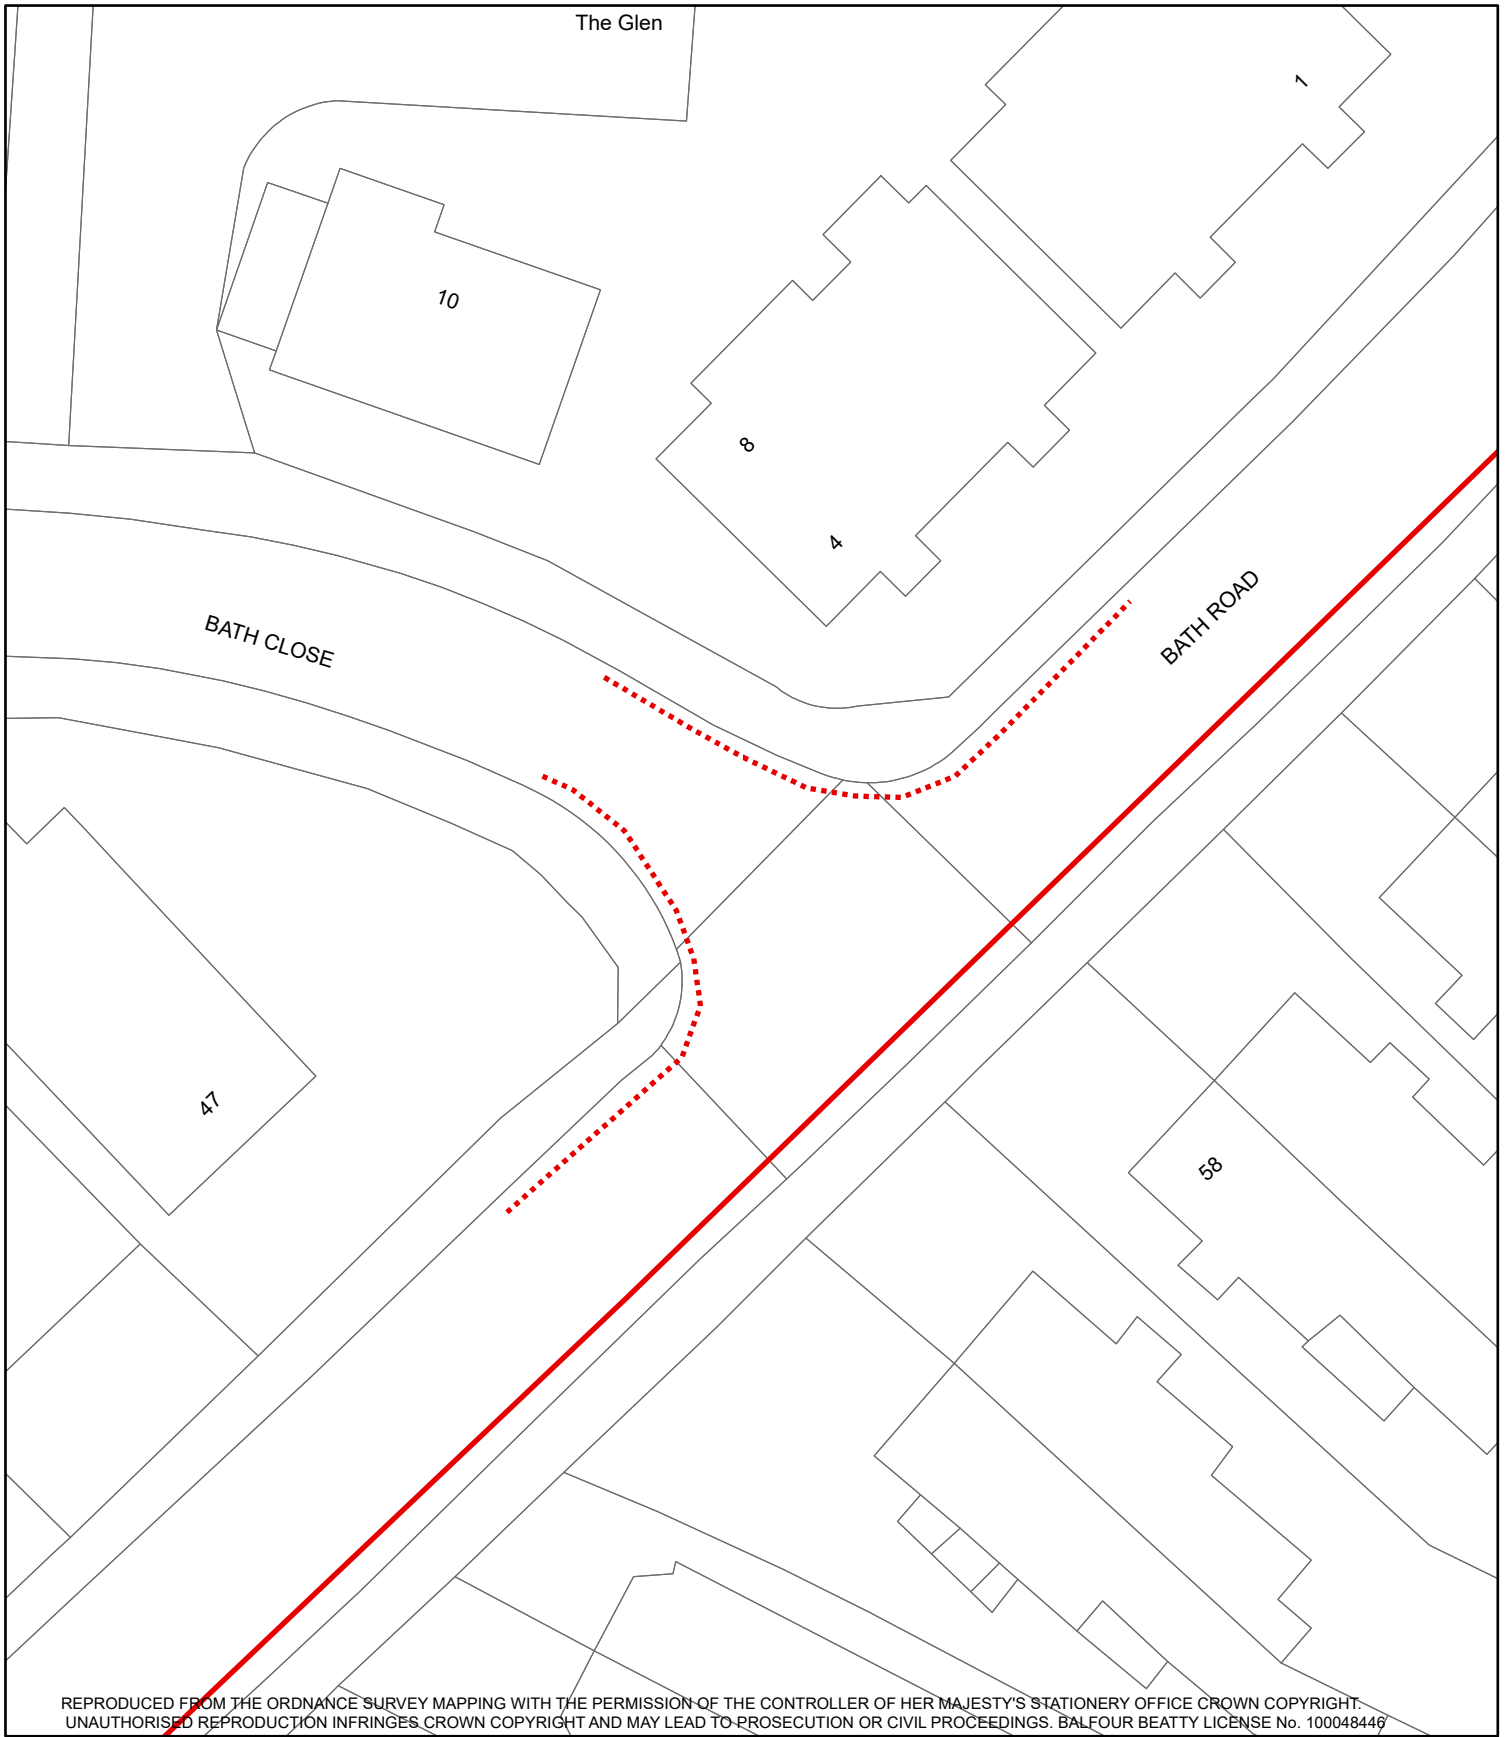 The Glen
1
10
8
4
BATH ROAD
BATH CLOSE
47
58
REPRODUCED FROM THE ORDNANCE SURVEY MAPPING WITH THE PERMISSION OF THE CONTROLLER OF HER MAJESTY'S STATIONERY OFFICE CROWN COPYRIGHT.
UNAUTHORISED REPRODUCTION INFRINGES CROWN COPYRIGHT AND MAY LEAD TO PROSECUTION OR CIVIL PROCEEDINGS. BALFOUR BEATTY LICENSE No. 100048446